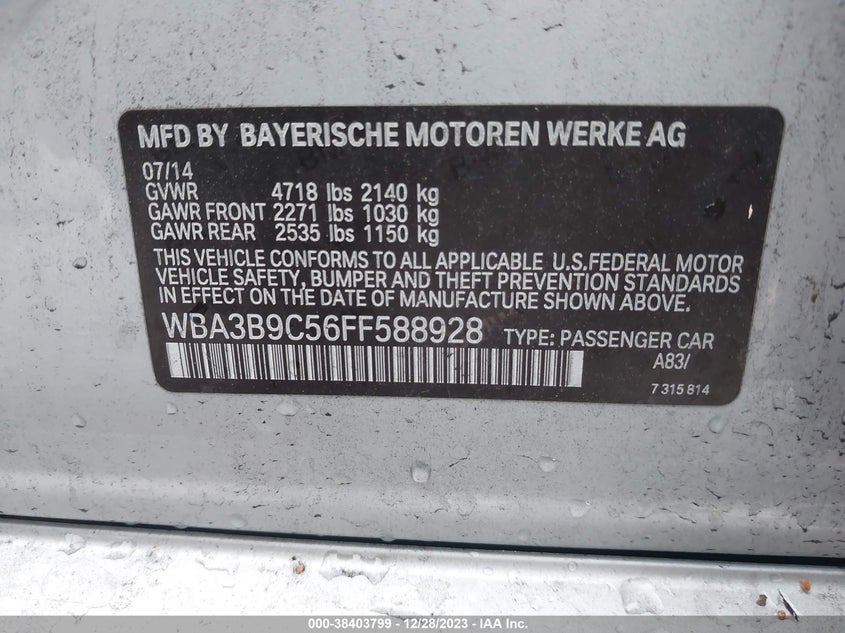 MFD BY BAYERISCHE MOTOREN WERKE AG
07/14
GVWR 4718 lbs 2140 kg
GAWR FRONT 2271 lbs 1030 kg
GAWR REAR 2535 lbs 1150 kg
THIS VEHICLE CONFORMS TO ALL APPLICABLE U.S.FEDERAL MOTOR
VEHICLE SAFETY, BUMPER AND THEFT PREVENTION STANDARDS
IN EFFECT ON THE DATE OF MANUFACTURE SHOWN ABOVE.
WBA3B9C56FF588928 TYPE: PASSENGER CAR
A83/
7 315 814
000-38403799 - 12/28/2023 - IAA Inc.